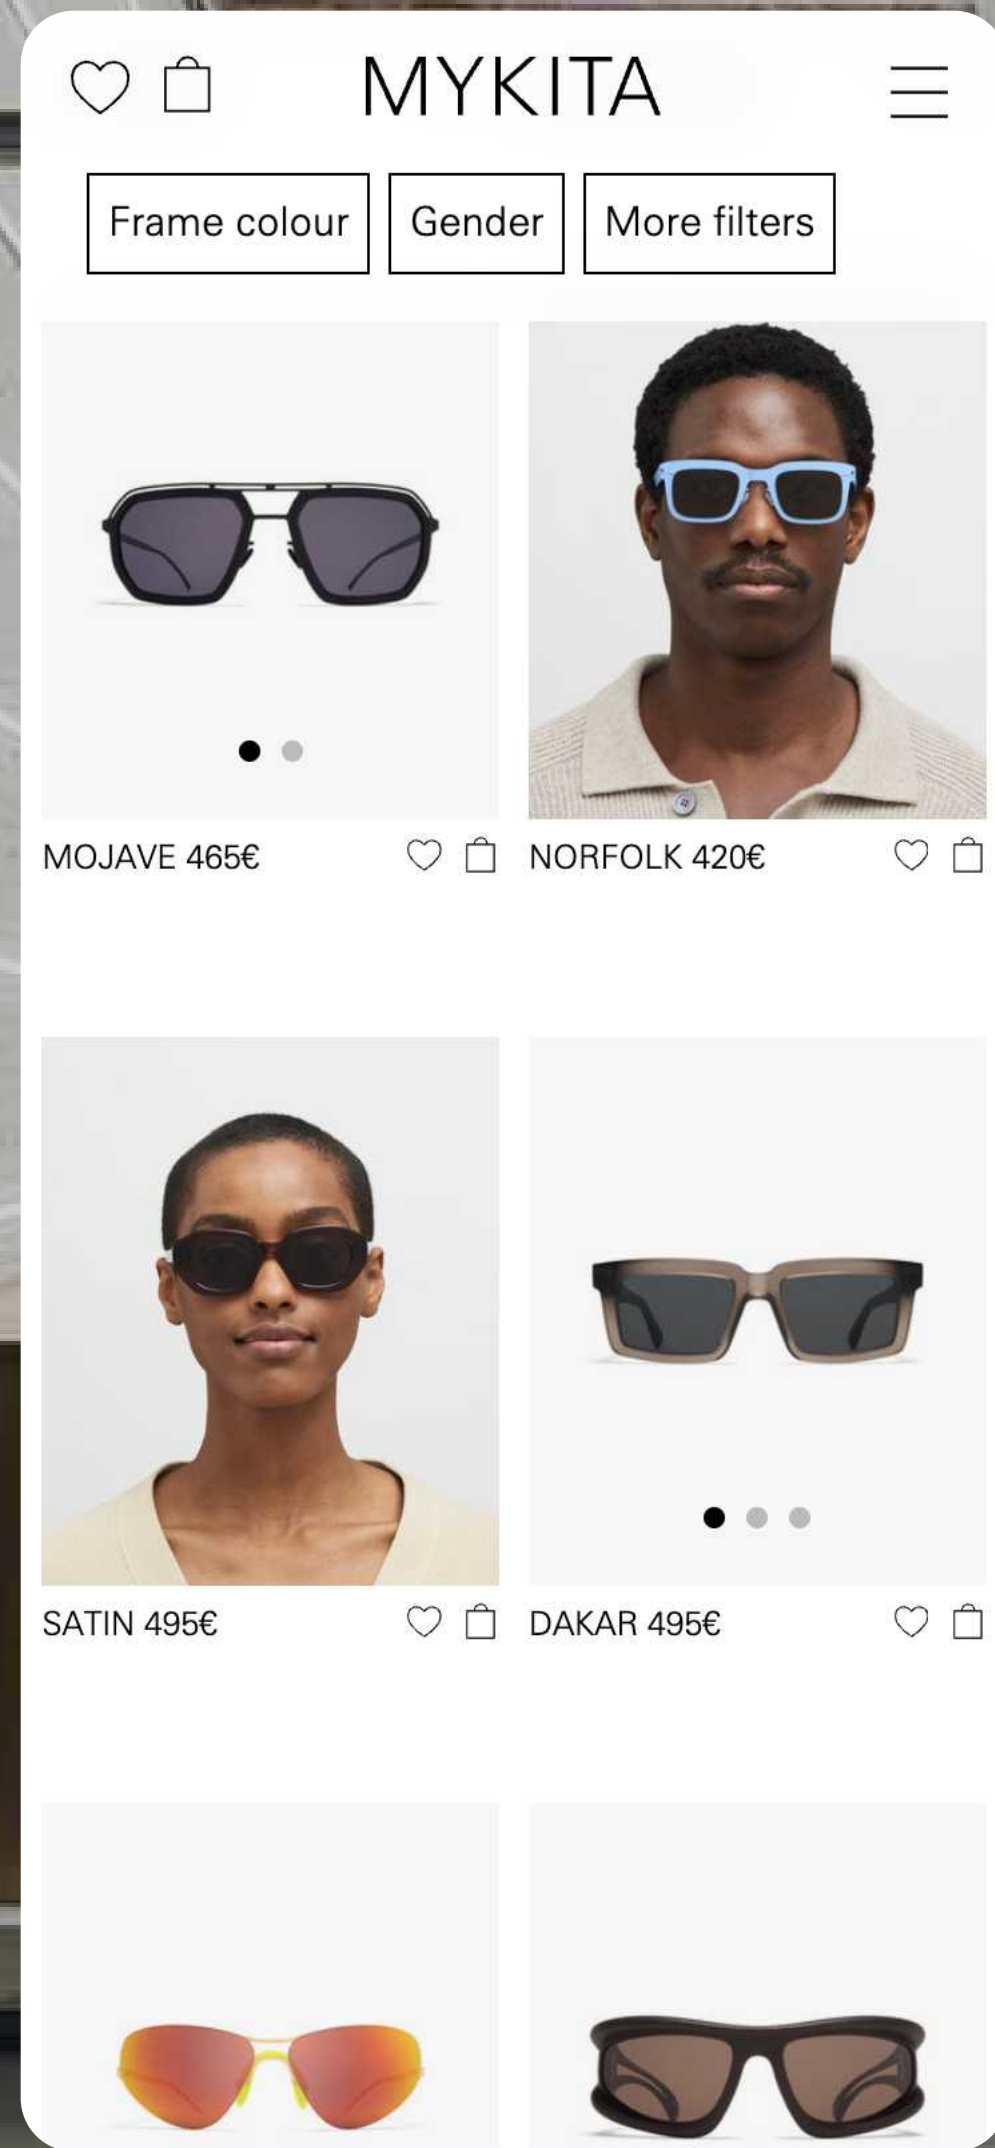 MYKITA
Frame colour
Gender
More filters
MOJAVE 465€
NORFOLK 420€
SATIN 495€
DAKAR 495€